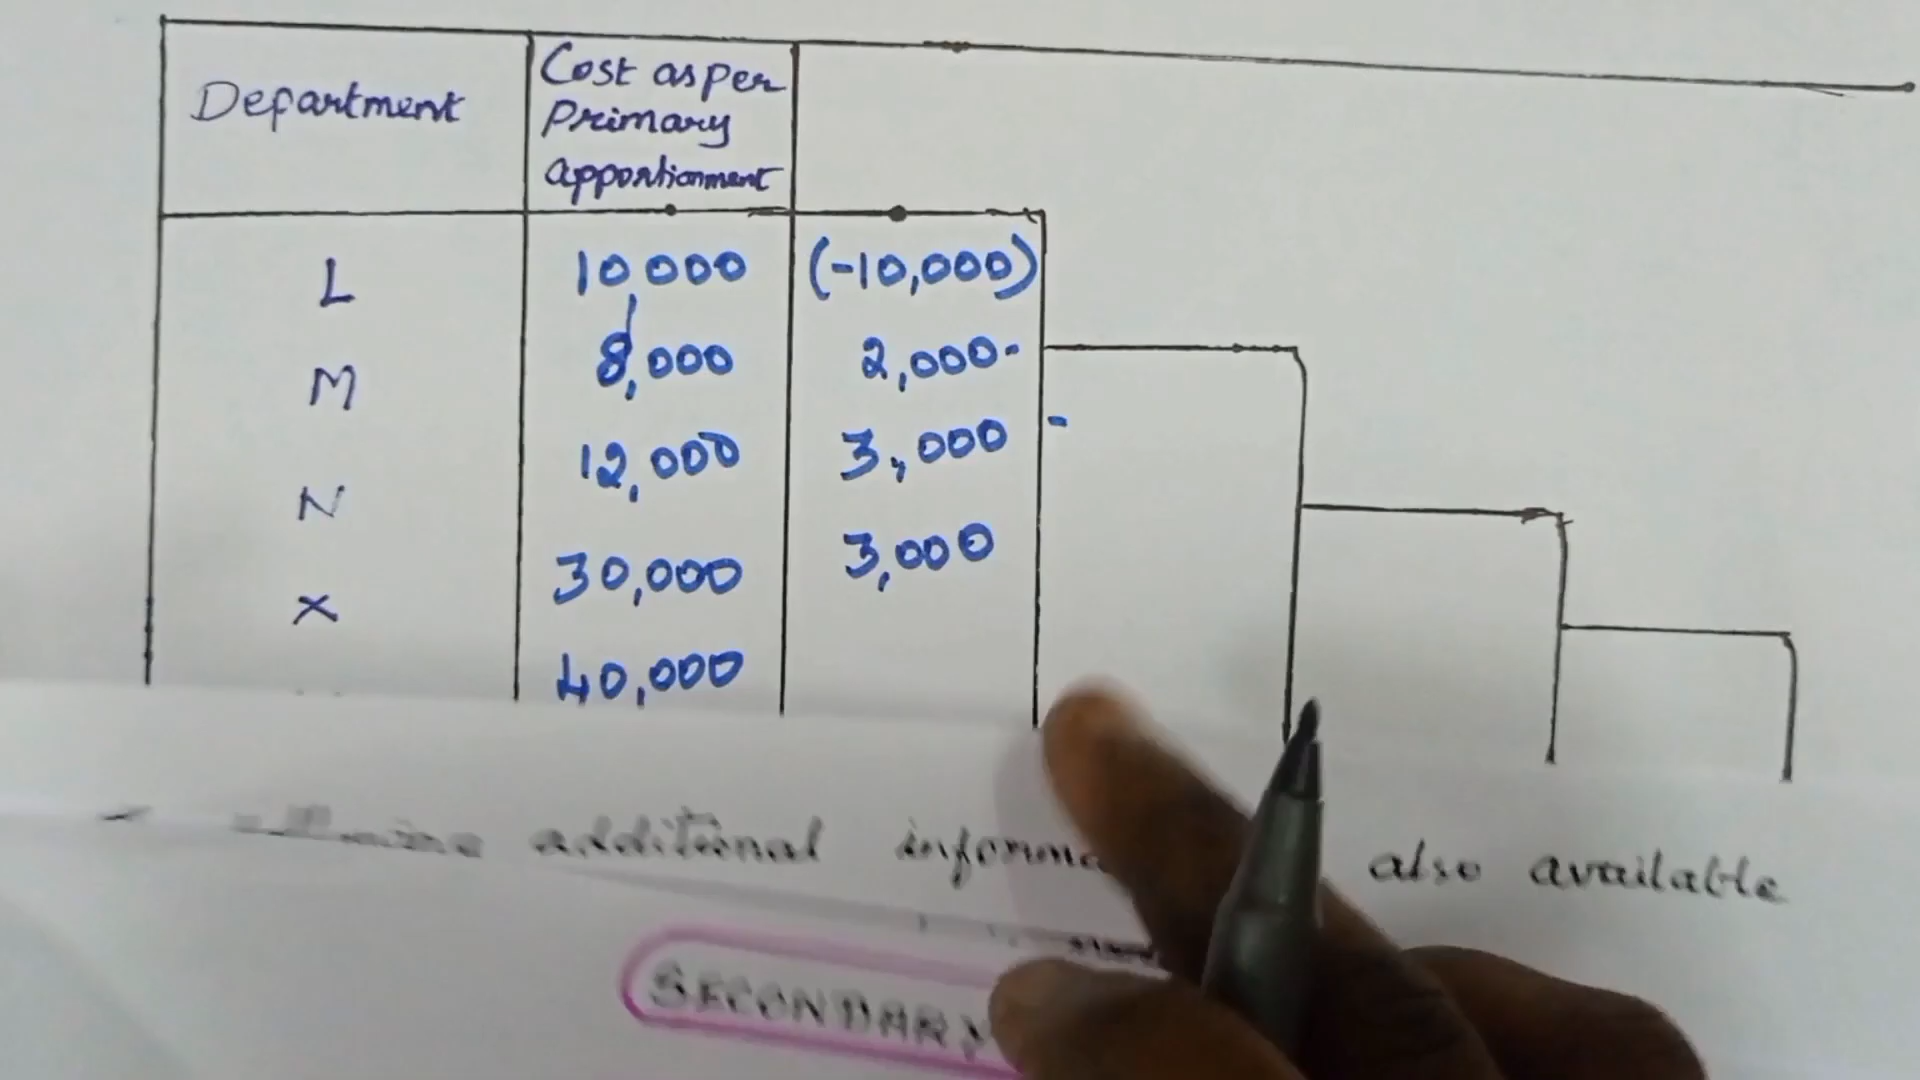 Department
Cost as per
Primary
apportionment
L 10,000 (-10,000)
M 8,000 2,000
N 12,000 3,000
X 30,000 3,000
40,000
additional also available
SECONDARY